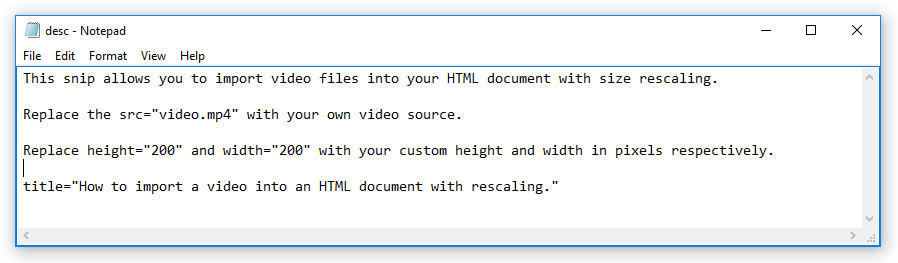 desc - Notepad
File Edit Format View Help
This snip allows you to import video files into your HTML document with size rescaling.
Replace the src="video.mp4" with your own video source.
Replace height="200" and width="200" with your custom height and width in pixels respectively.
title="How to import a video into an HTML document with rescaling."